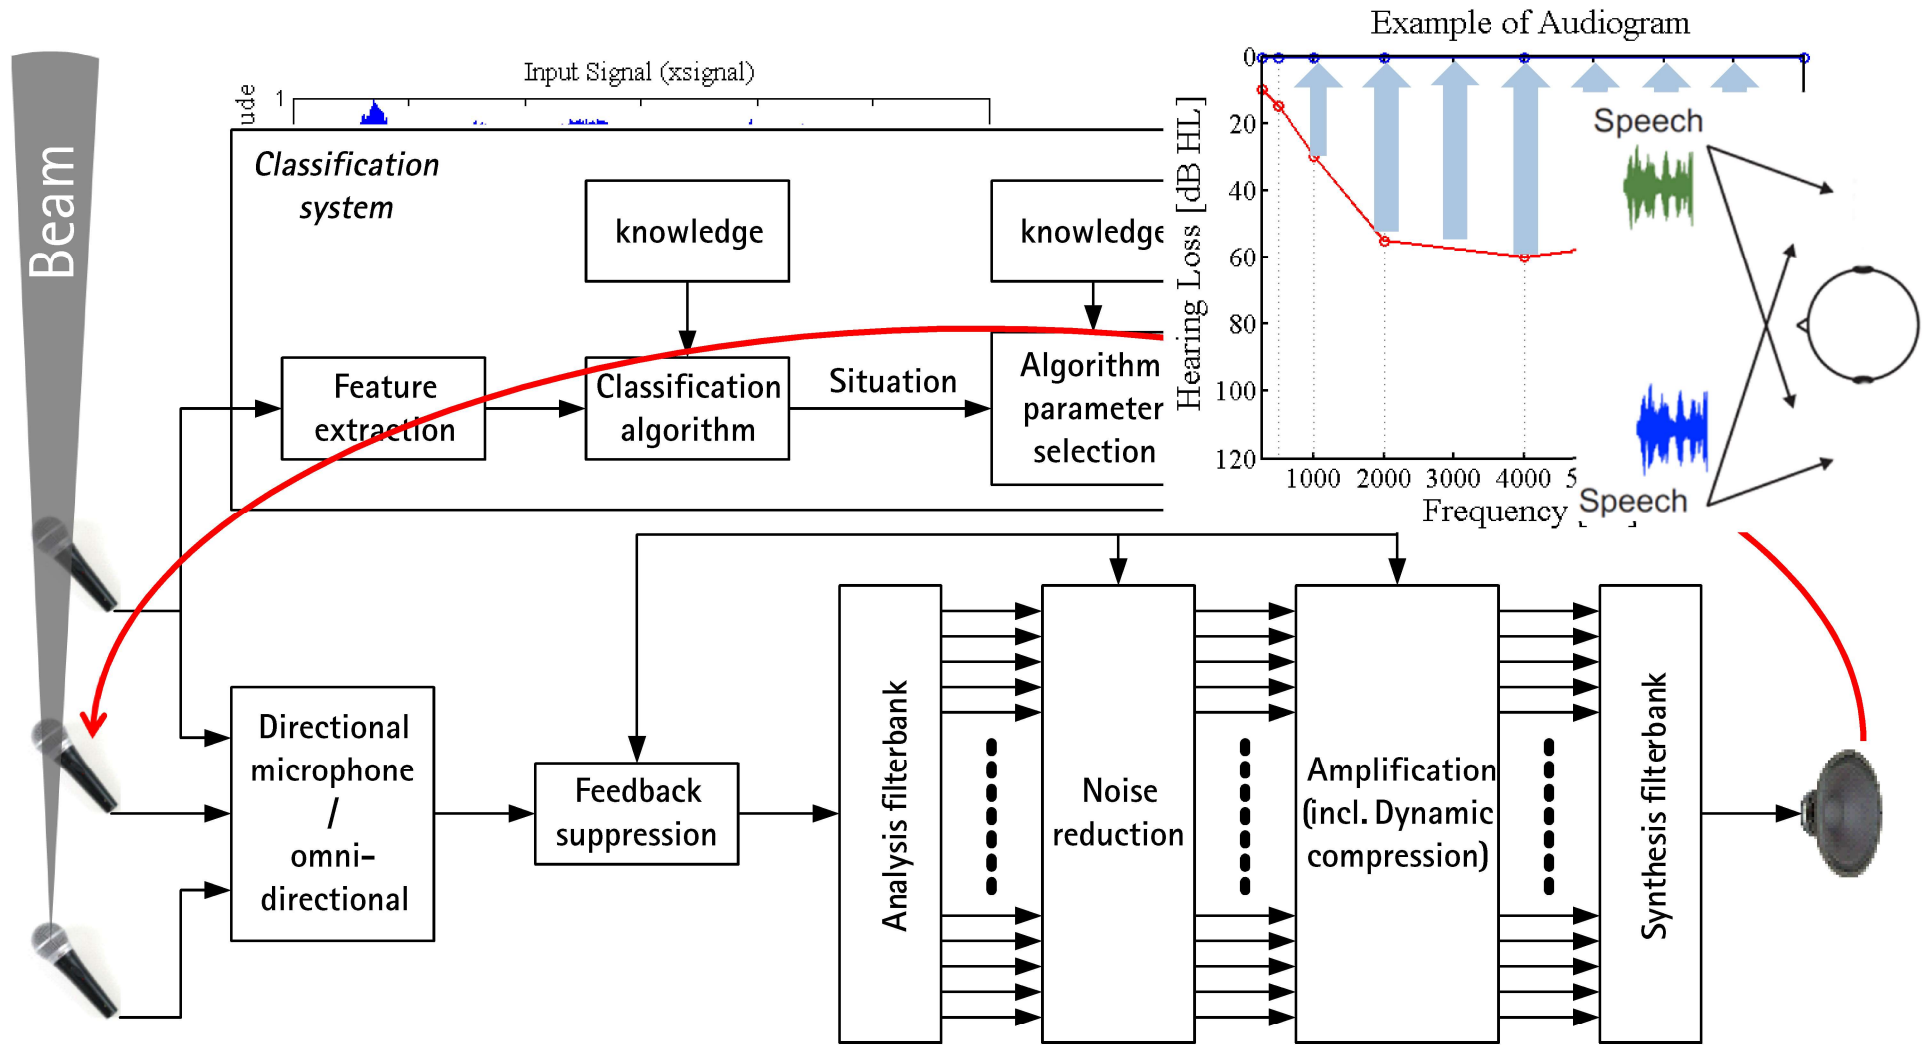 Example of Audiogram
Input Signal (xsignal)
ude
1
Beam
Classification
system
knowledge
knowledge
Feature
extraction
Classification
algorithm
Situation
Algorithm
parameter
selection
Hearing Loss [dB HL]
0
20
40
60
80
100
120
1000 2000 3000 4000 5
Frequency [
Speech
Speech
Directional
microphone
/
omni-
directional
Feedback
suppression
Analysis filterbank
Noise
reduction
Amplification
(incl. Dynamic
compression)
Synthesis filterbank